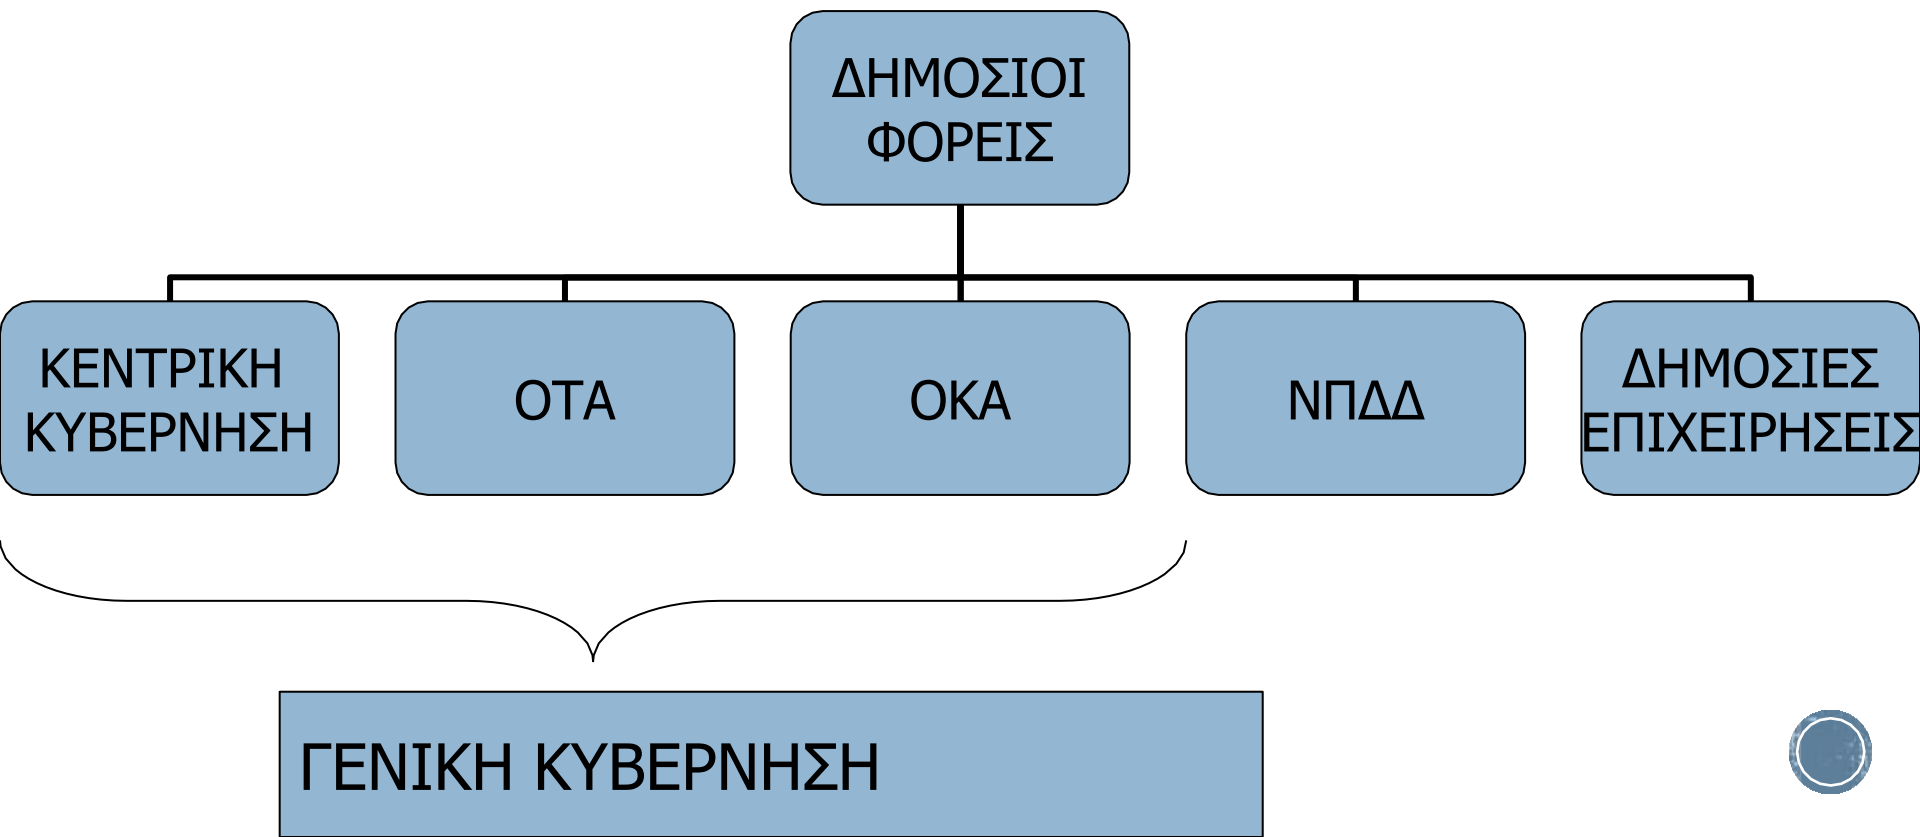 ΔΗΜΟΣΙΟΙ
ΦΟΡΕΙΣ
ΚΕΝΤΡΙΚΗ
ΚΥΒΕΡΝΗΣΗ
ΟΤΑ
ΟΚΑ
ΝΠΔΔ
ΔΗΜΟΣΙΕΣ
ΕΠΙΧΕΙΡΗΣΕΙΣ
ΓΕΝΙΚΗ ΚΥΒΕΡΝΗΣΗ